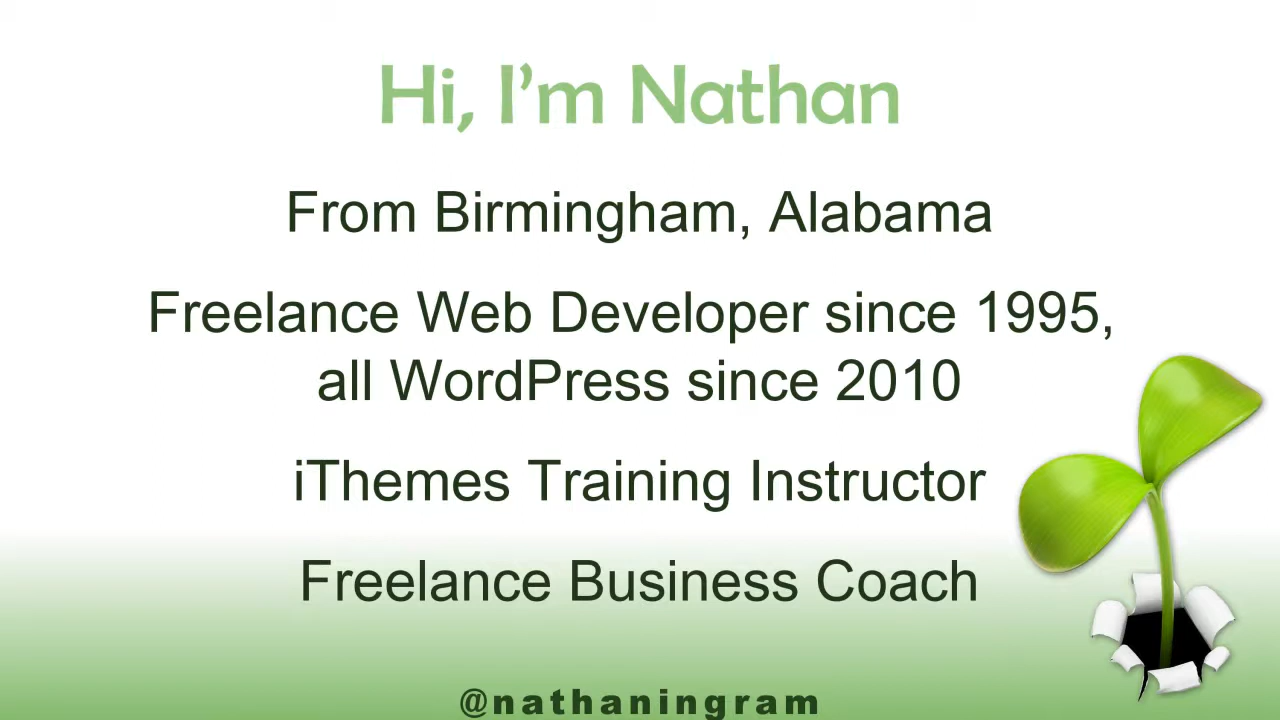 Hi, I’m Nathan
From Birmingham, Alabama
Freelance Web Developer since 1995,
all WordPress since 2010
iThemes Training Instructor
Freelance Business Coach
@nathaningram